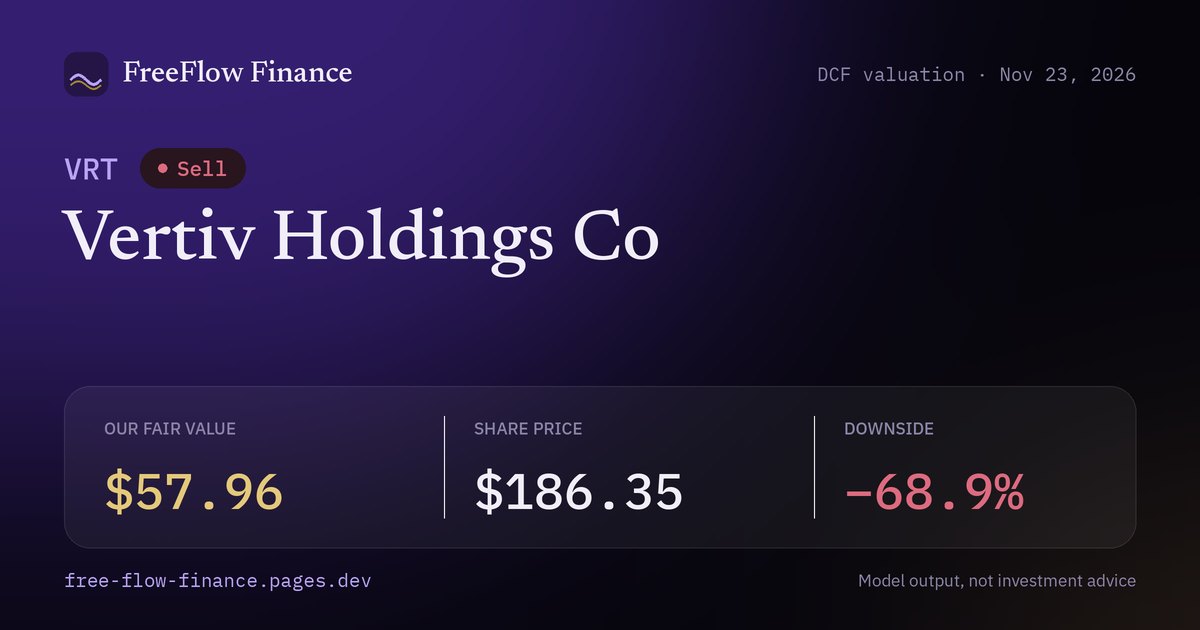 FreeFlow Finance
DCF valuation · Nov 23, 2026
VRT
Sell
Vertiv Holdings Co
OUR FAIR VALUE
$57.96
SHARE PRICE
$186.35
DOWNSIDE
−68.9%
free-flow-finance.pages.dev
Model output, not investment advice